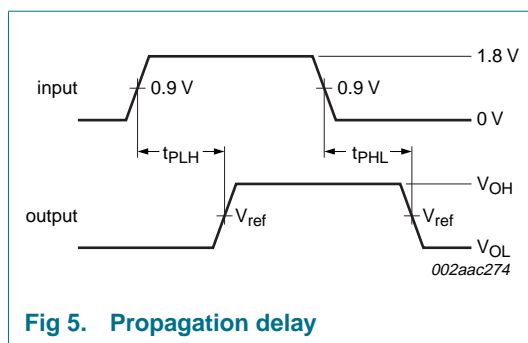 1.8 V
input
0.9 V
0.9 V
0 V
tPLH
tPHL
VOH
output
Vref
Vref
VOL
002aac274
Fig 5. Propagation delay